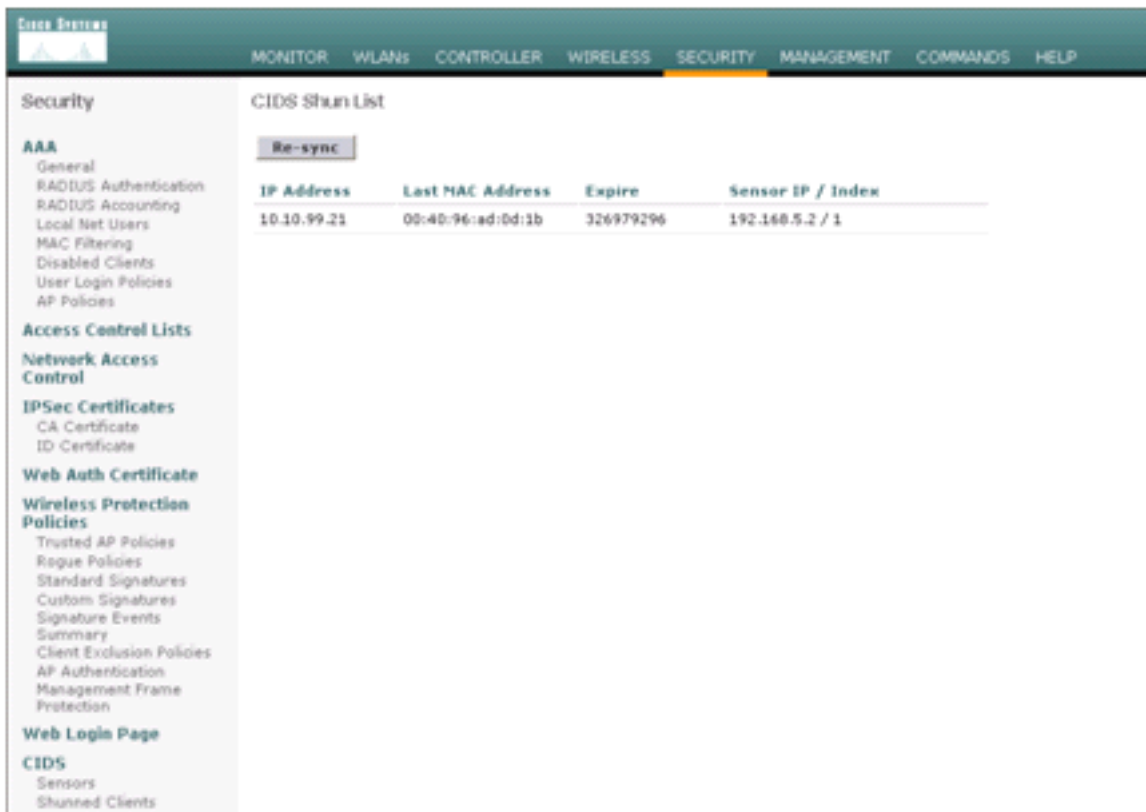 CISCO SYSTEMS
MONITOR WLANs CONTROLLER WIRELESS SECURITY MANAGEMENT COMMANDS HELP
Security
AAA
General
RADIUS Authentication
RADIUS Accounting
Local Net Users
MAC Filtering
Disabled Clients
User Login Policies
AP Policies
Access Control Lists
Network Access
Control
IPSec Certificates
CA Certificate
ID Certificate
Web Auth Certificate
Wireless Protection
Policies
Trusted AP Policies
Rogue Policies
Standard Signatures
Custom Signatures
Signature Events
Summary
Client Exclusion Policies
AP Authentication
Management Frame
Protection
Web Login Page
CIDS
Sensors
Shunned Clients
CIDS Shun List
Re-sync
IP Address Last MAC Address Expire Sensor IP / Index
10.10.99.21 00:40:96:ad:0d:1b 326979296 192.168.5.2 / 1